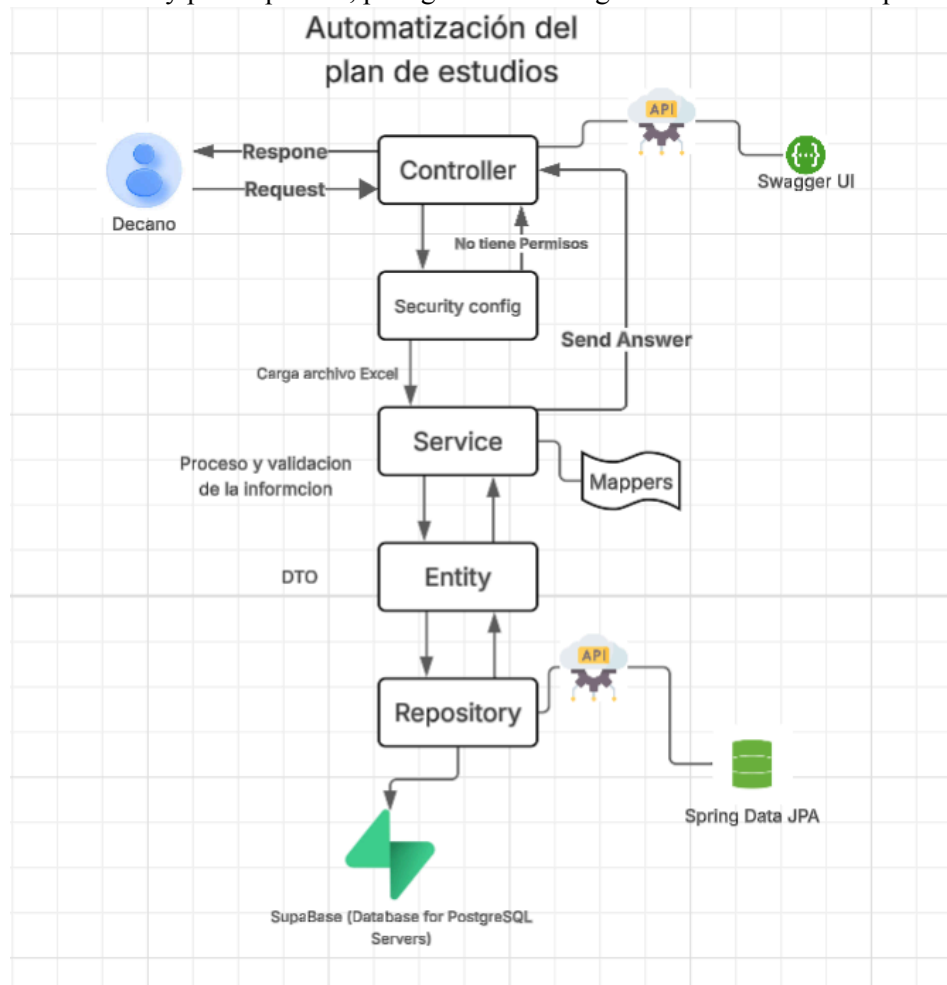 Automatización del
plan de estudios
API
Respone
Controller
Request
Swagger UI
Decano
No tiene Permisos
Security config
Send Answer
Carga archivo Excel
Service
Proceso y validacion
de la informcion
Mappers
DTO
Entity
API
Repository
Spring Data JPA
SupaBase (Database for PostgreSQL
Servers)